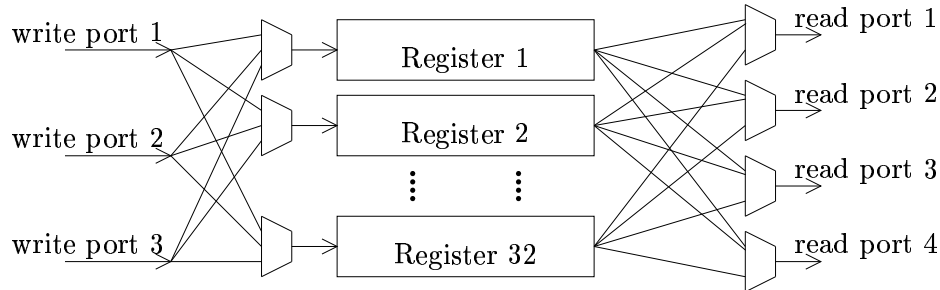 write port 1
write port 2
write port 3
Register 1
Register 2
Register 32
read port 1
read port 2
read port 3
read port 4